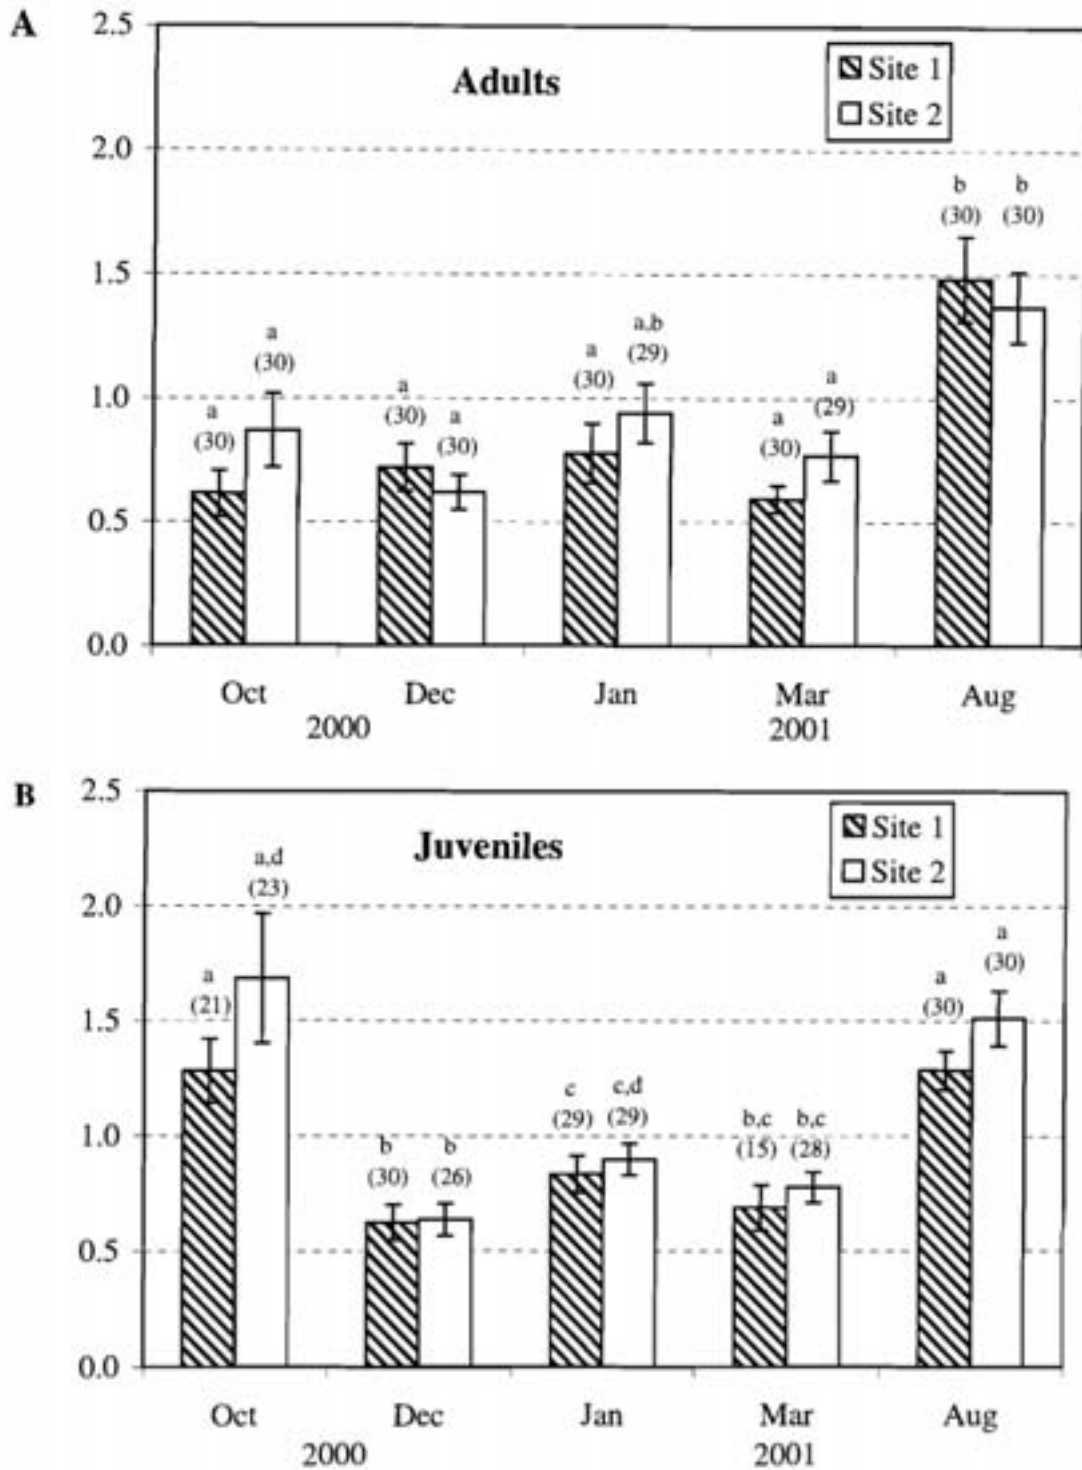 A
2.5
Adults
Site 1
Site 2
2.0
b
(30)
b
(30)
1.5
a
(30)
a
(30)
a
(30)
a
(30)
a
(30)
a,b
(29)
a
(30)
a
(29)
1.0
0.5
0.0
Oct Dec Jan Mar Aug
2000 2001
B
2.5
Juveniles
Site 1
Site 2
a,d
(23)
2.0
a
(21)
a
(30)
a
(30)
1.5
b
(30)
b
(26)
c
(29)
c,d
(29)
b,c
(15)
b,c
(28)
1.0
0.5
0.0
Oct Dec Jan Mar Aug
2000 2001